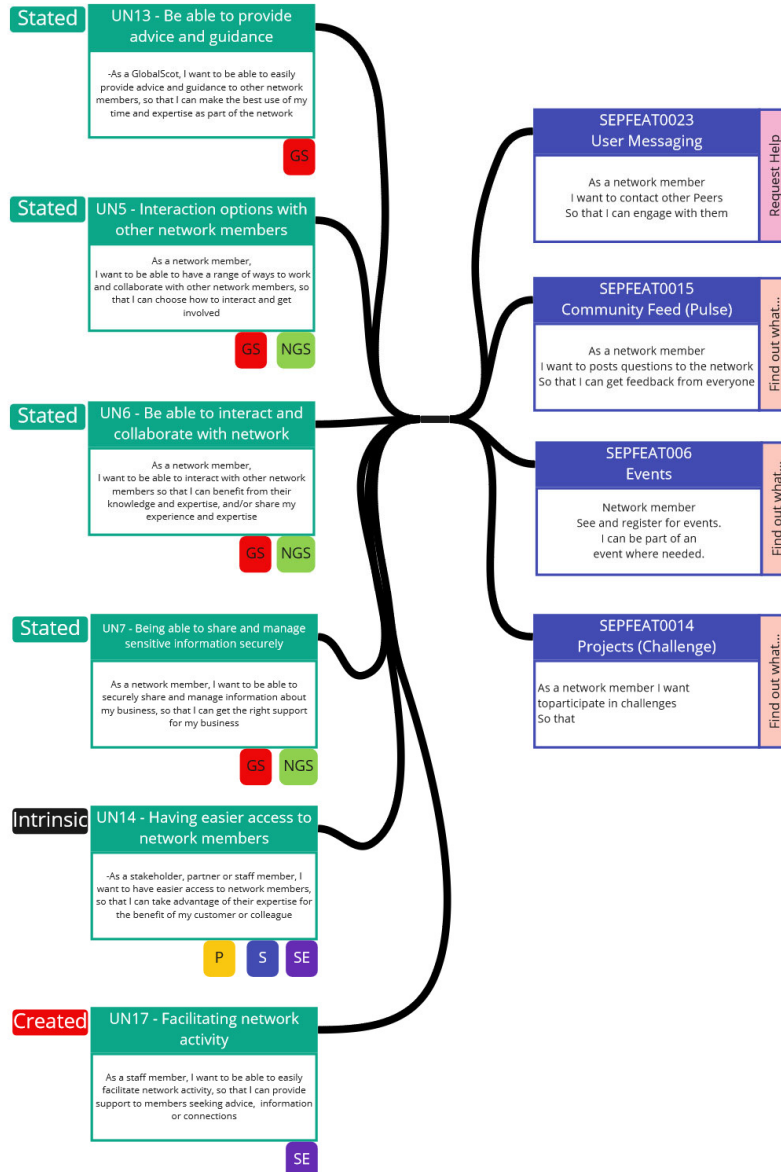 Stated
UN13 - Be able to provide
advice and guidance
-As a GlobalScot, I want to be able to easily
provide advice and guidance to other network
members, so that I can make the best use of my
time and expertise as part of the network
GS
Stated
UN5 - Interaction options with
other network members
As a network member,
I want to be able to have a range of ways to work
and collaborate with other network members, so
that I can choose how to interact and get
involved
GS
NGS
Stated
UN6 - Be able to interact and
collaborate with network
As a network member,
I want to be able to interact with other network
members so that I can benefit from their
knowledge and expertise, and/or share my
experience and expertise
GS
NGS
Stated
UN7 - Being able to share and manage
sensitive information securely
As a network member, I want to be able to
securely share and manage information about
my business, so that I can get the right support
for my business
GS
NGS
Intrinsic
UN14 - Having easier access to
network members
-As a stakeholder, partner or staff member, I
want to have easier access to network members,
so that I can take advantage of their expertise for
the benefit of my customer or colleague
P
S
SE
Created
UN17 - Facilitating network
activity
As a staff member, I want to be able to easily
facilitate network activity, so that I can provide
support to members seeking advice, information
or connections
SE
SEPFEAT0023
User Messaging
As a network member
I want to contact other Peers
So that I can engage with them
Request Help
SEPFEAT0015
Community Feed (Pulse)
As a network member
I want to posts questions to the network
So that I can get feedback from everyone
Find out what...
SEPFEAT006
Events
Network member
See and register for events.
I can be part of an
event where needed.
Find out what...
SEPFEAT0014
Projects (Challenge)
As a network member I want
toparticipate in challenges
So that
Find out what...